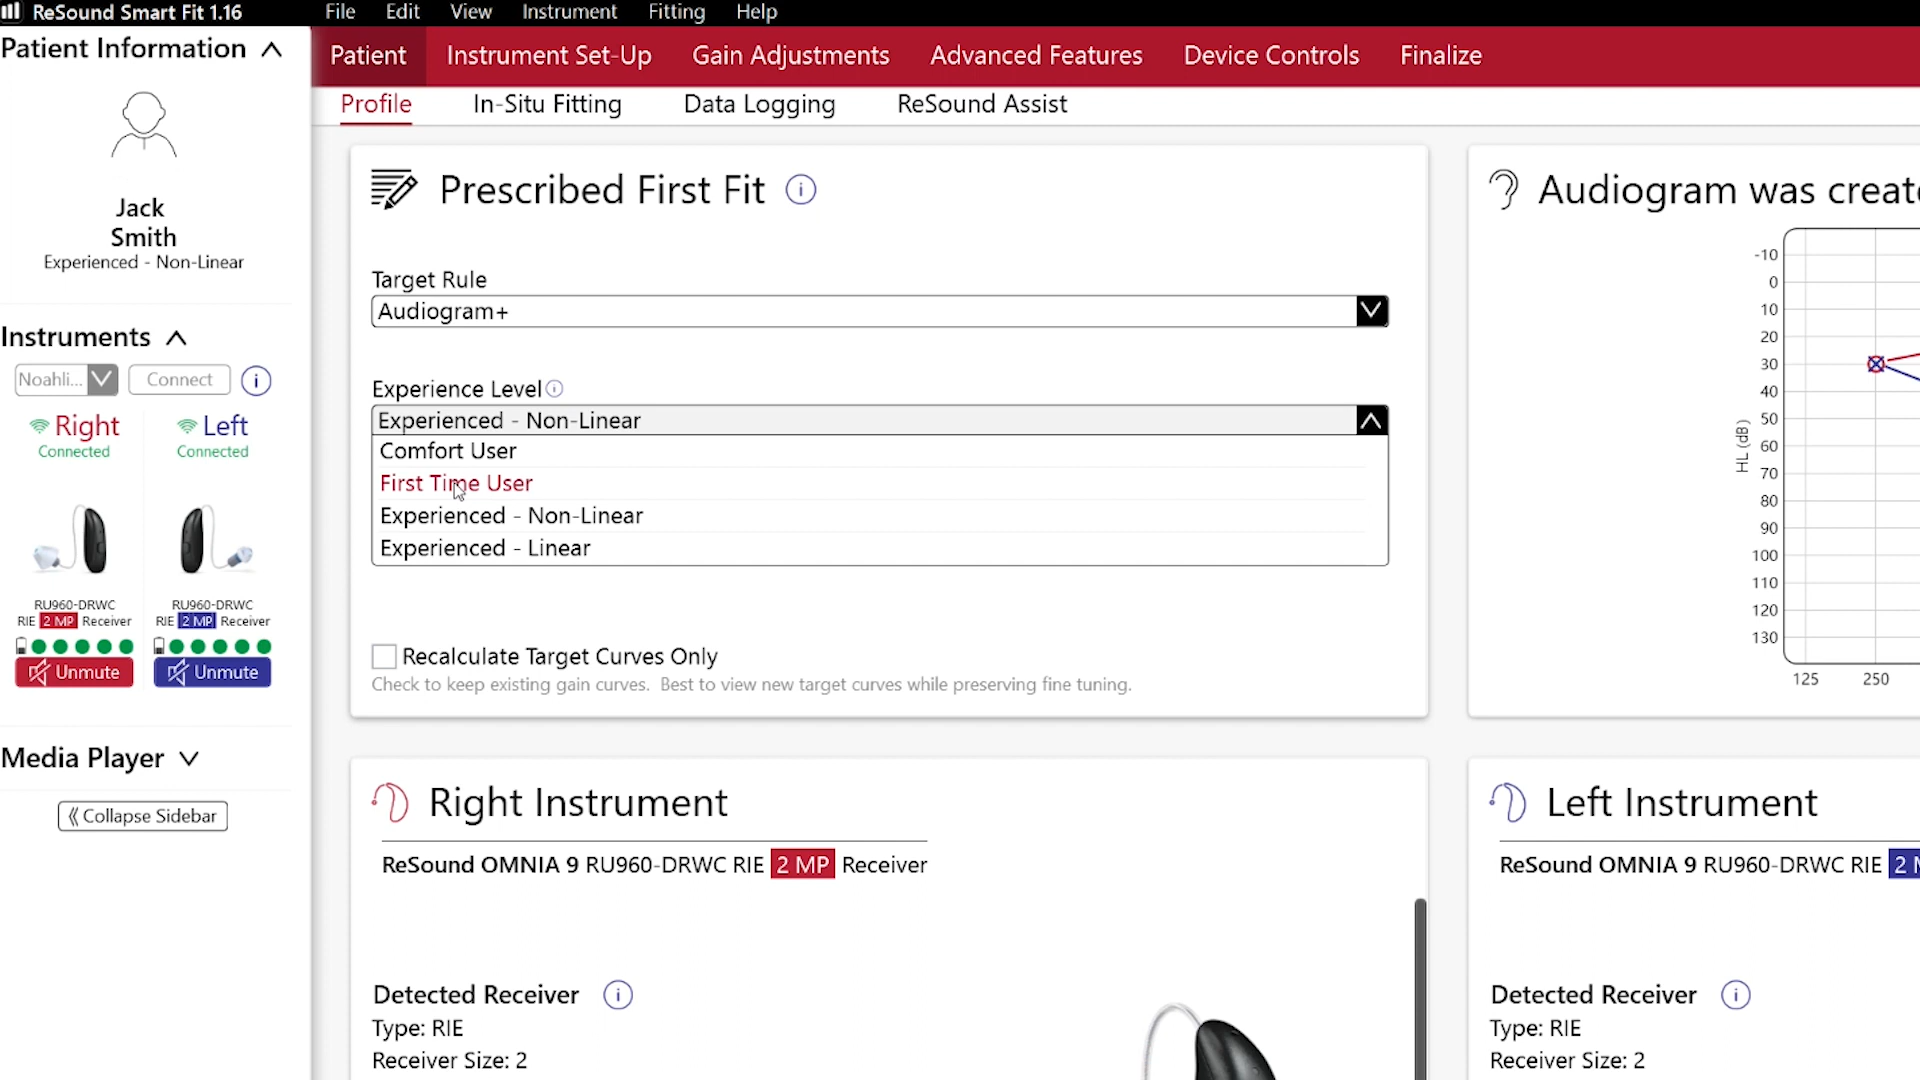 ReSound Smart Fit 1.16
File Edit View Instrument Fitting Help
Patient Information
Jack
Smith
Experienced - Non-Linear
Instruments
Noahli... Connect
Right Left
Connected Connected
RU960-DRWC RU960-DRWC
RIE 2 MP Receiver RIE 2 MP Receiver
Unmute Unmute
Media Player
Collapse Sidebar
Patient Instrument Set-Up Gain Adjustments Advanced Features Device Controls Finalize
Profile In-Situ Fitting Data Logging ReSound Assist
Prescribed First Fit
Target Rule
Audiogram+
Experience Level
Experienced - Non-Linear
Comfort User
First Time User
Experienced - Non-Linear
Experienced - Linear
Recalculate Target Curves Only
Check to keep existing gain curves. Best to view new target curves while preserving fine tuning.
Audiogram was create
HL (dB)
-10
0
10
20
30
40
50
60
70
80
90
100
110
120
130
125 250
Right Instrument
ReSound OMNIA 9 RU960-DRWC RIE 2 MP Receiver
Detected Receiver
Type: RIE
Receiver Size: 2
Left Instrument
ReSound OMNIA 9 RU960-DRWC RIE 2
Detected Receiver
Type: RIE
Receiver Size: 2